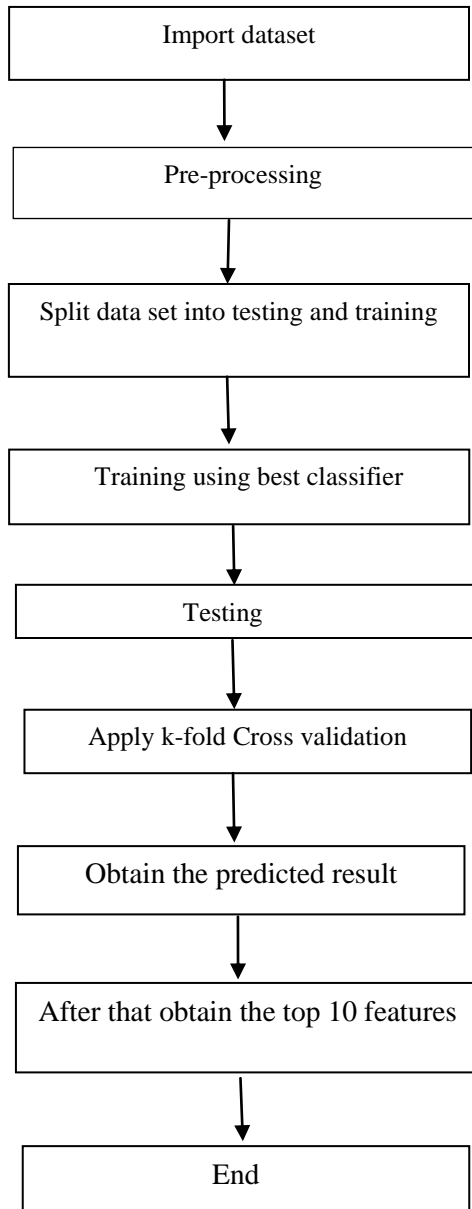 Import dataset
Pre-processing
Split data set into testing and training
Training using best classifier
Testing
Apply k-fold Cross validation
Obtain the predicted result
After that obtain the top 10 features
End